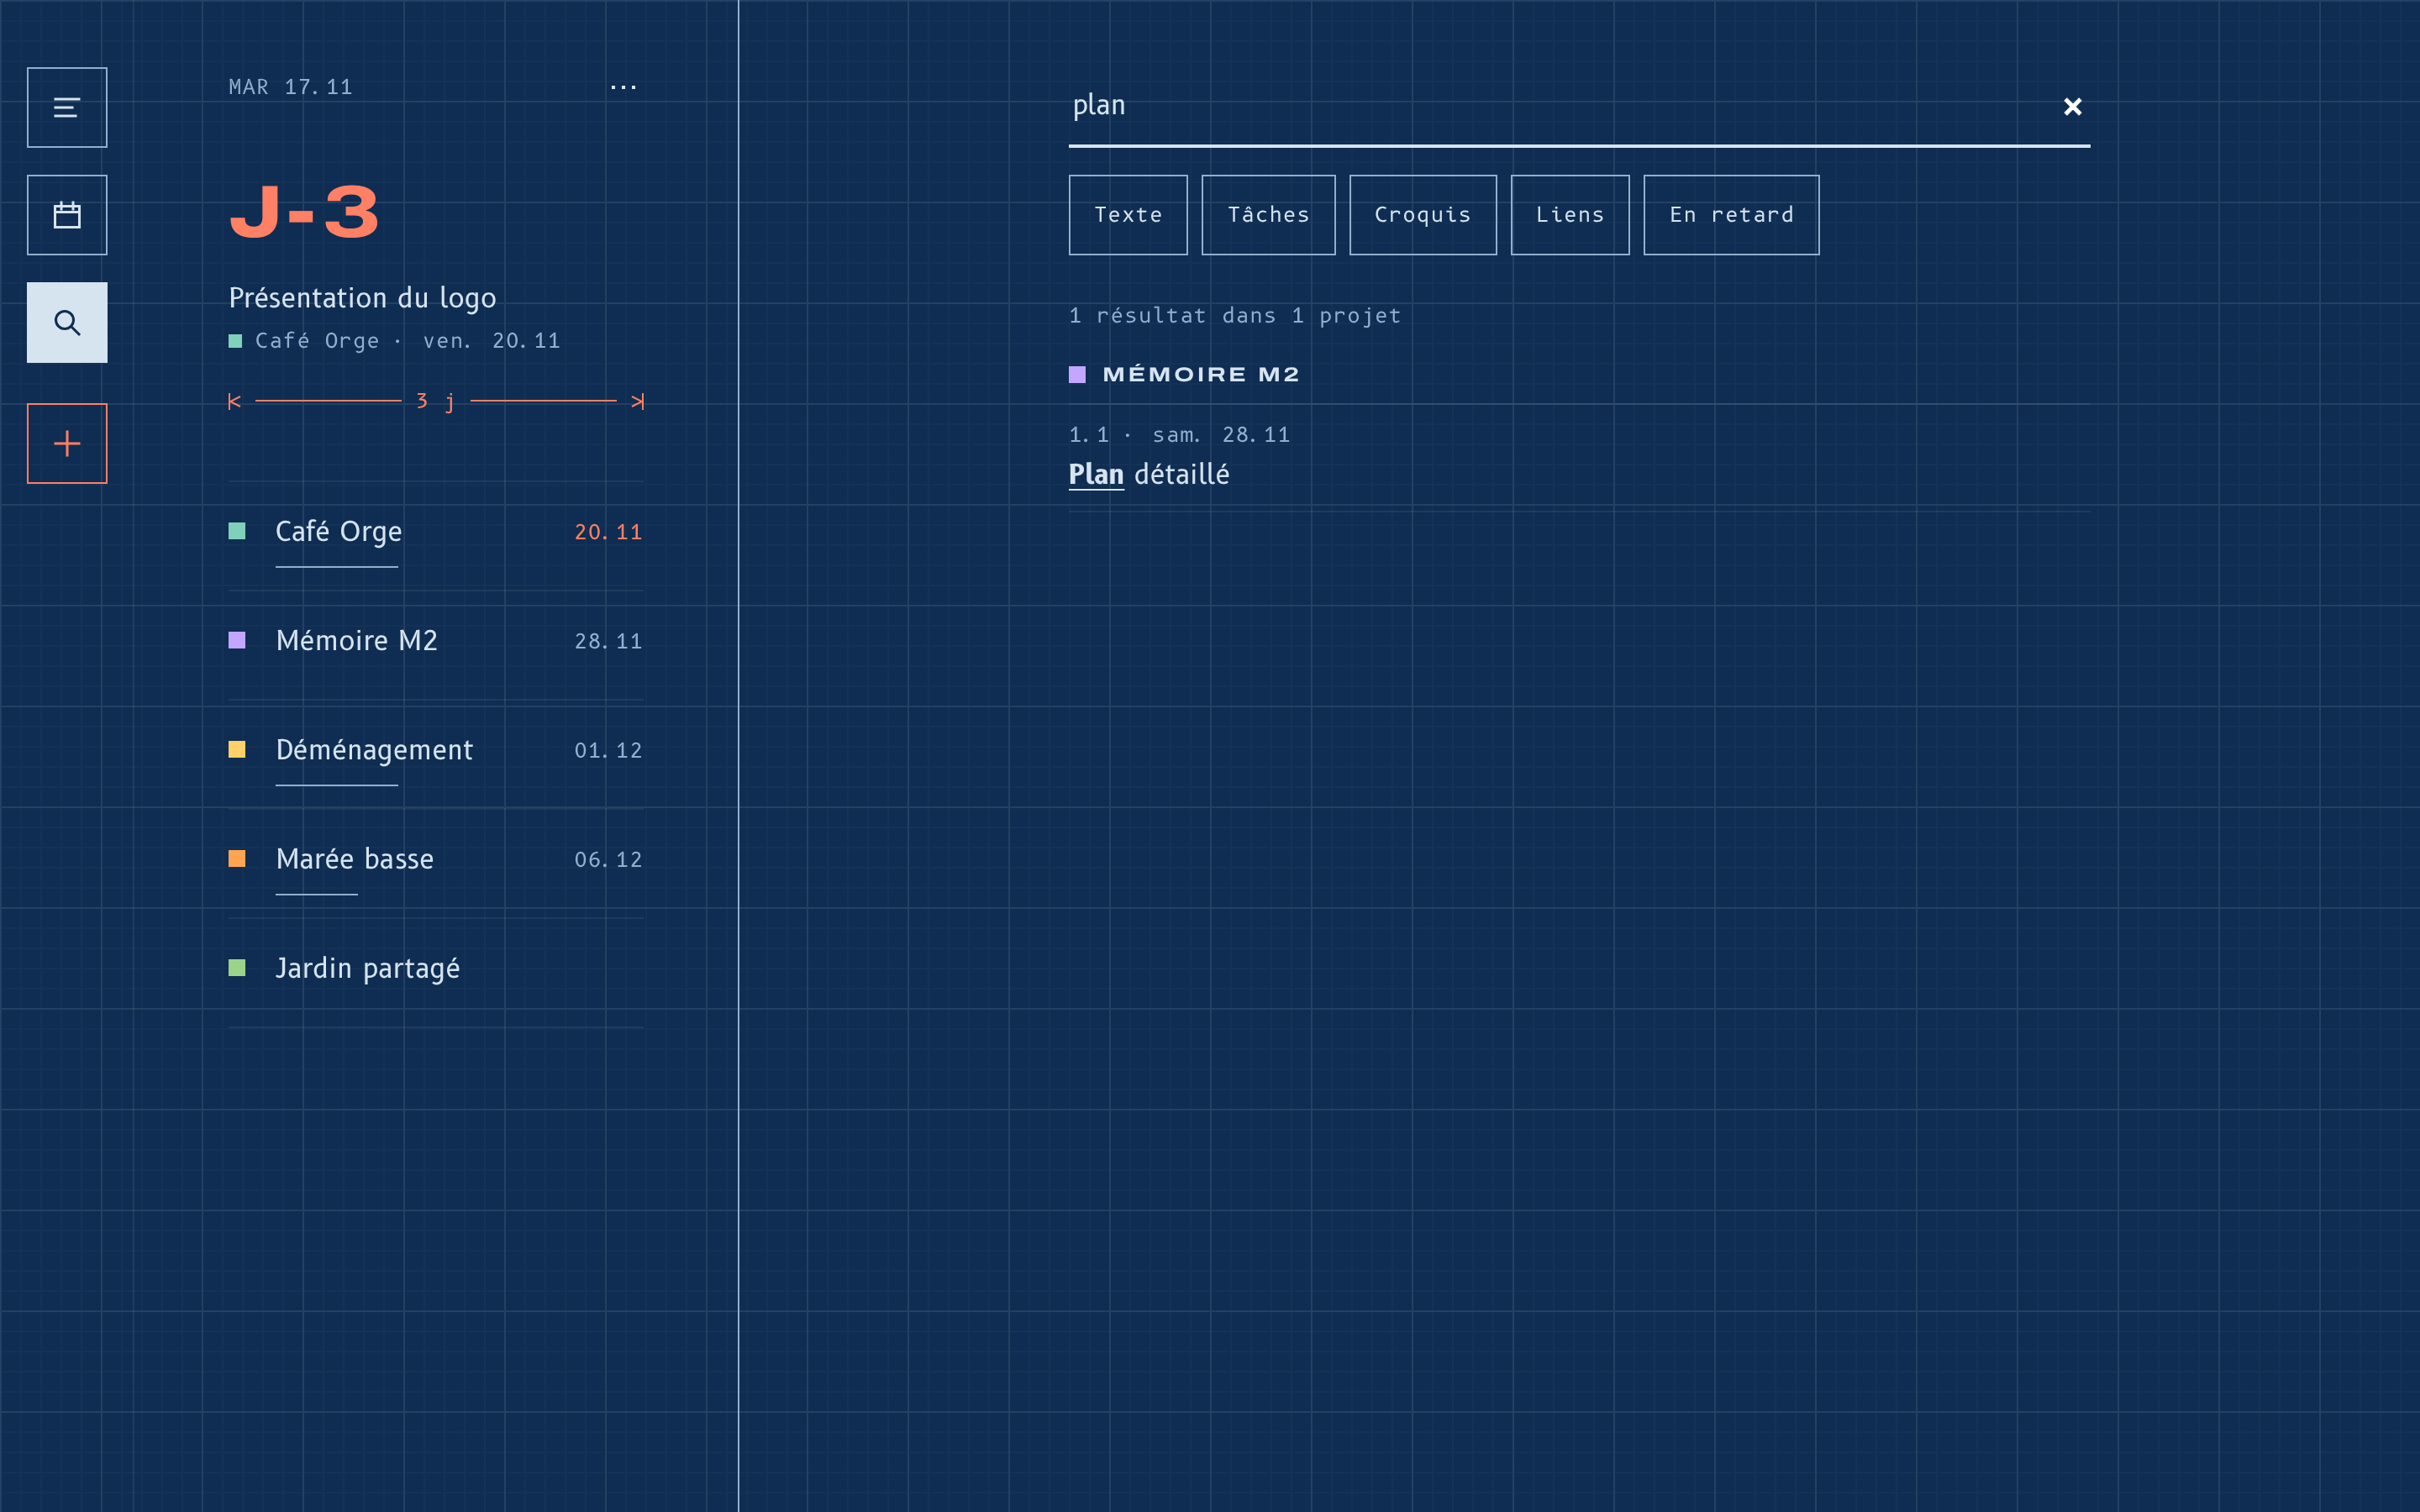 MAR 17.11
J-3
Présentation du logo
Café Orge · ven. 20.11
3 j
Café Orge 20.11
Mémoire M2 28.11
Déménagement 01.12
Marée basse 06.12
Jardin partagé
plan
Texte Tâches Croquis Liens En retard
1 résultat dans 1 projet
MÉMOIRE M2
1.1 · sam. 28.11
Plan détaillé